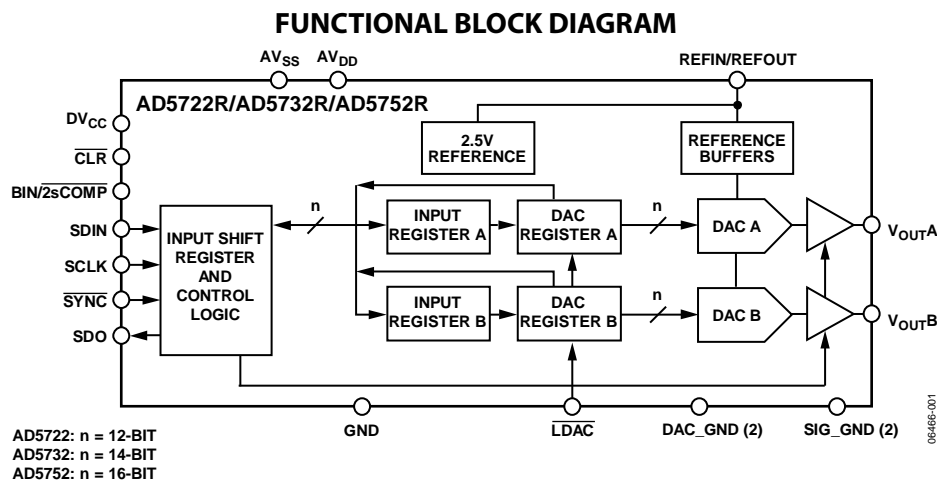 FUNCTIONAL BLOCK DIAGRAM
AVSS
AVDD
REFIN/REFOUT
AD5722R/AD5732R/AD5752R
DVCC
2.5V
REFERENCE
REFERENCE
BUFFERS
CLR
BIN/2sCOMP
n
n
SDIN
INPUT SHIFT
REGISTER
AND
CONTROL
LOGIC
INPUT
REGISTER A
DAC
REGISTER A
DAC A
VOUTA
SCLK
SYNC
n
INPUT
REGISTER B
DAC
REGISTER B
DAC B
VOUTB
SDO
GND
LDAC
DAC_GND (2)
SIG_GND (2)
06466-001
AD5722: n = 12-BIT
AD5732: n = 14-BIT
AD5752: n = 16-BIT